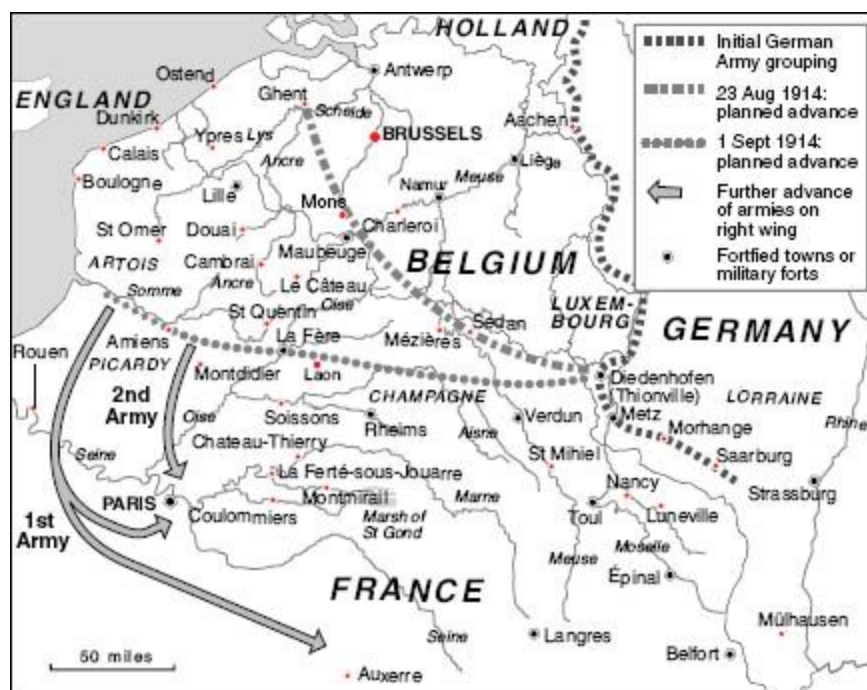 HOLLAND
Initial German
Army grouping
23 Aug 1914:
planned advance
1 Sept 1914:
planned advance
Further advance
of armies on
right wing
Fortfied towns or
military forts
Ostend
Antwerp
ENGLAND
Ghent
Schelde
Dunkirk
Ypres
Lys
BRUSSELS
Aachen
Calais
Ancre
Liège
Boulogne
Lille
Namur
Meuse
Mons
Charleroi
St Omer
Douai
Maubeuge
BELGIUM
ARTOIS
Cambrai
Le Câteau
Somme
Ancre
Oise
LUXEM-
BOURG
St Quentin
Sedan
GERMANY
Amiens
La Fère
Mézières
Rouen
PICARDY
Montdidier
Laon
Diedenhofen
(Thionville)
LORRAINE
2nd
Army
CHAMPAGNE
Metz
Oise
Soissons
Rheims
Verdun
Morhange
Rhine
Aisne
Seine
Chateau-Thierry
St Mihiel
Saarburg
La Ferté-sous-Jouarre
Nancy
Strassburg
PARIS
Montmirail
Marne
Coulommiers
Marsh of
St Gond
Toul
Luneville
1st
Army
Meuse
Moselle
FRANCE
Épinal
Seine
Langres
Mülhausen
50 miles
Belfort
Auxerre